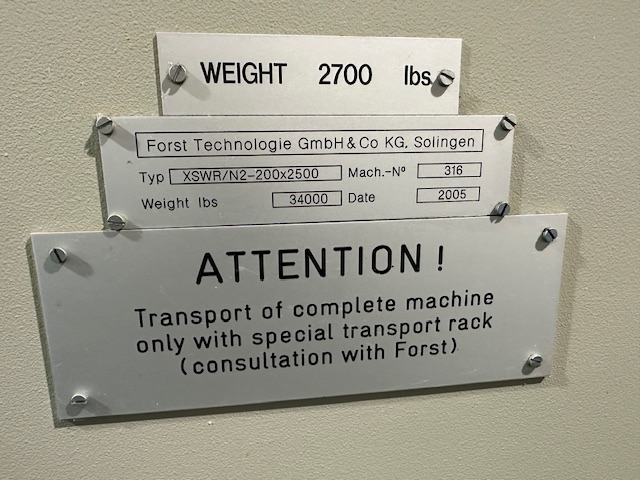 WEIGHT 2700 lbs
Forst Technologie GmbH & Co KG, Solingen
Typ XSWR/N2-200x2500 Mach.-Nº 316
Weight lbs 34000 Date 2005
ATTENTION !
Transport of complete machine
only with special transport rack
(consultation with Forst)